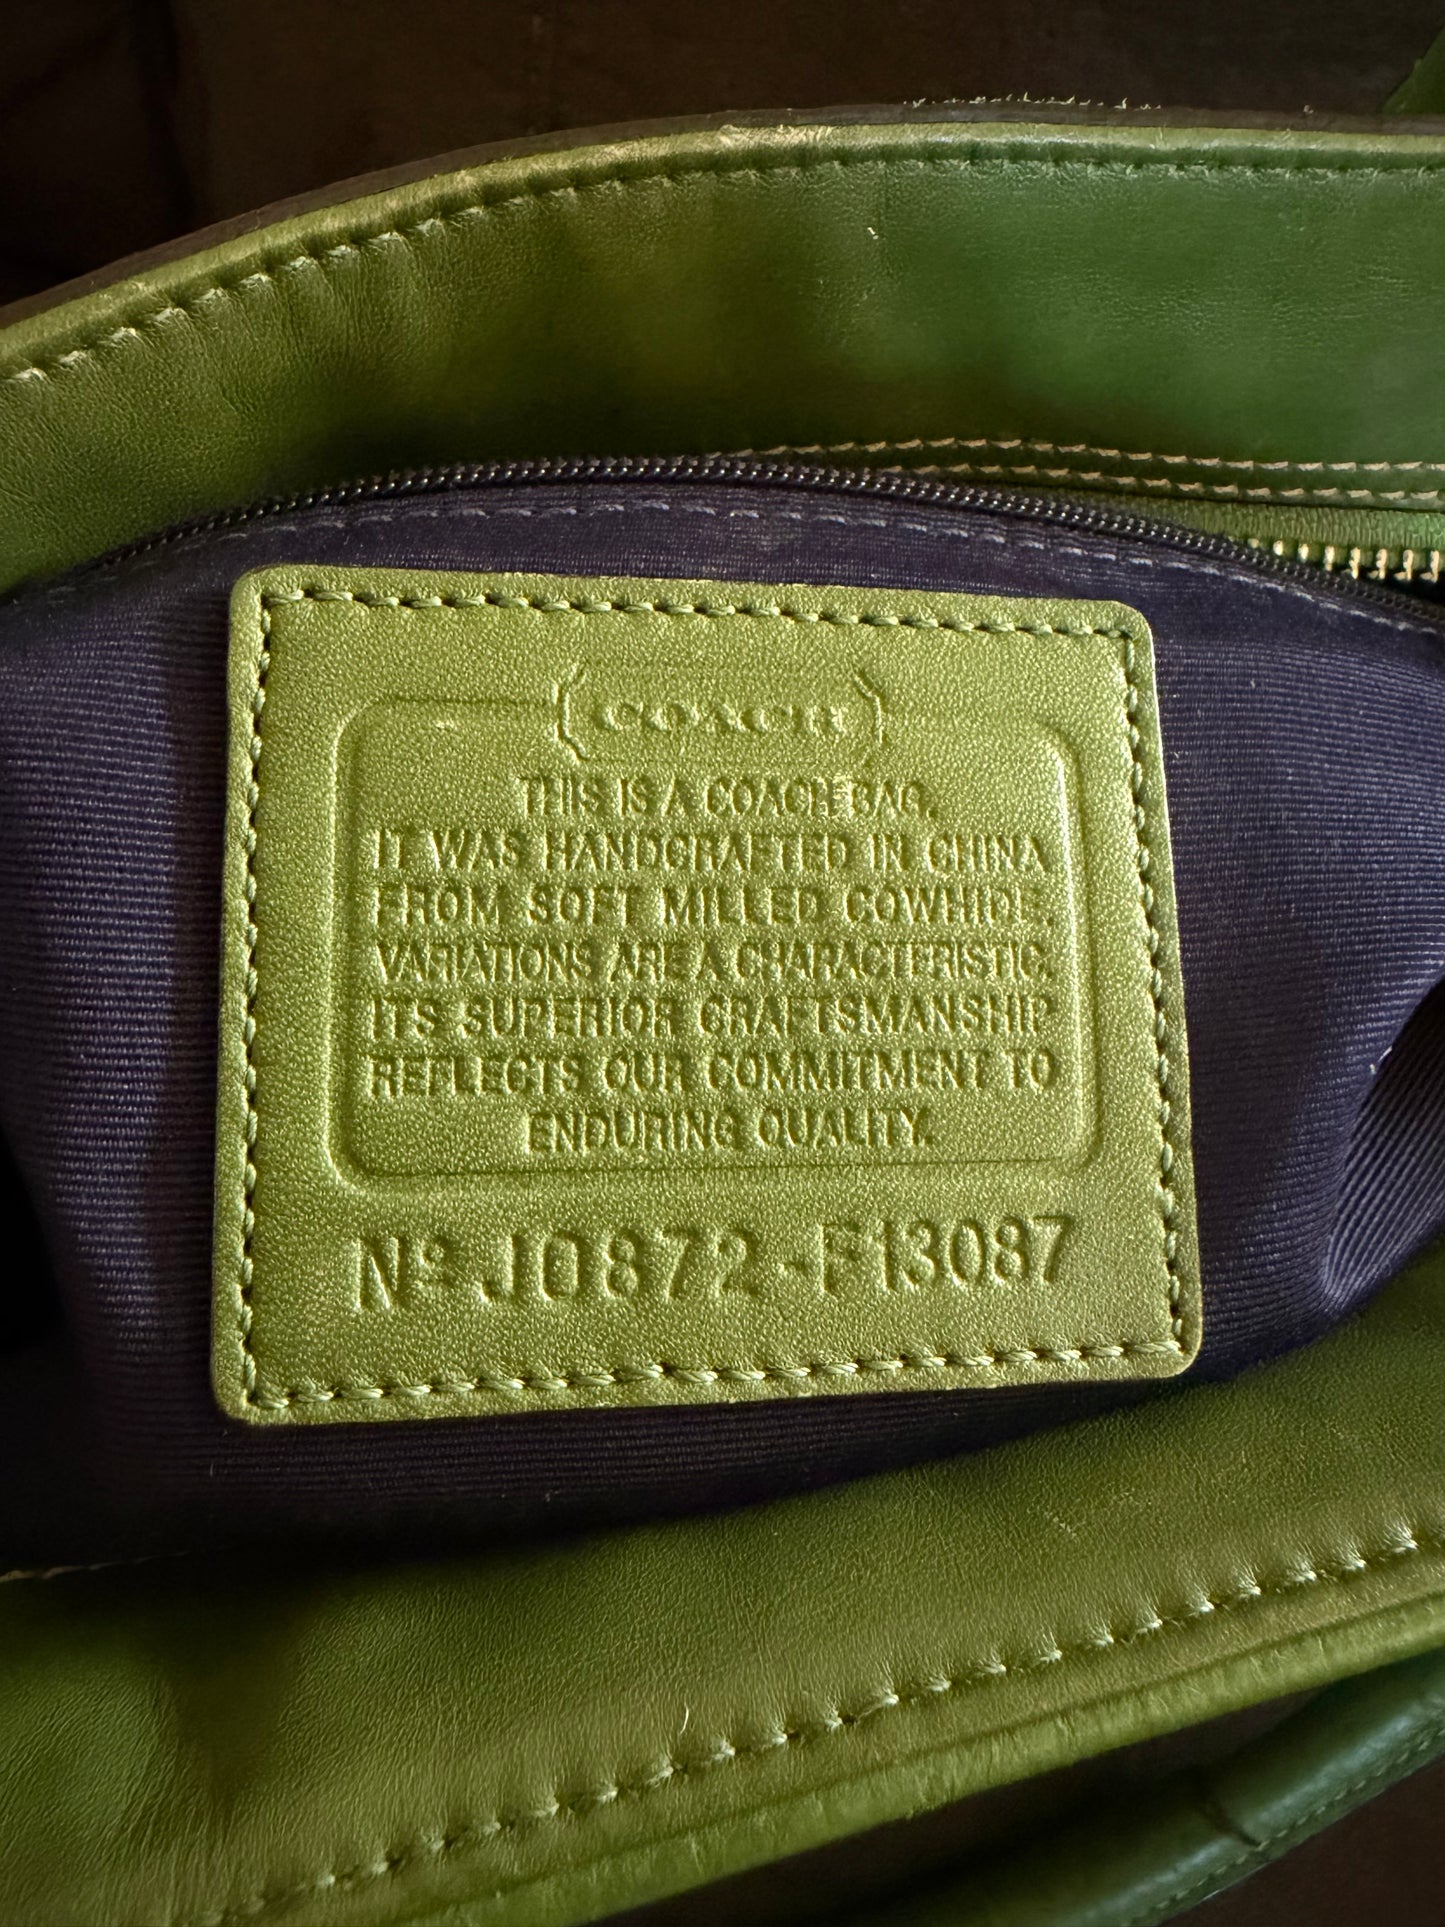 COACH
THIS IS A COACH BAG.
IT WAS HANDCRAFTED IN CHINA
FROM SOFT MILLED COWHIDE.
VARIATIONS ARE A CHARACTERISTIC.
ITS SUPERIOR CRAFTSMANSHIP
REFLECTS OUR COMMITMENT TO
ENDURING QUALITY.
Nº J0872-F13087